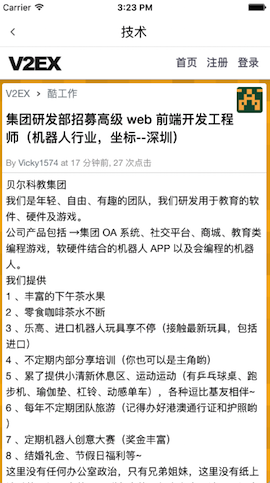 Carrier 3:23 PM
技术
V2EX 首页 注册 登录
V2EX › 酷工作
集团研发部招募高级 web 前端开发工程
师（机器人行业，坐标--深圳）
By Vicky1574 at 17 分钟前, 27 次点击
贝尔科教集团
我们是年轻、自由、有趣的团队，我们研发用于教育的软
件、硬件及游戏。
公司产品包括 →集团 OA 系统、社交平台、商城、教育类
编程游戏，软硬件结合的机器人 APP 以及会编程的机器
人。
我们提供
1 、丰富的下午茶水果
2 、零食咖啡茶水不断
3 、乐高、进口机器人玩具享不停（接触最新玩具，包括
进口）
4 、不定期内部分享培训（你也可以是主角哟）
5 、累了提供小清新休息区、运动运动（有乒乓球桌、跑
步机、瑜伽垫、杠铃、动感单车），各种逗比基友相伴~
6 、每年不定期团队旅游（记得办好港澳通行证和护照哟
）
7 、定期机器人创意大赛（奖金丰富）
8 、结婚礼金、节假日福利等~
这里没有任何办公室政治，只有兄弟姐妹，这里没有纸上